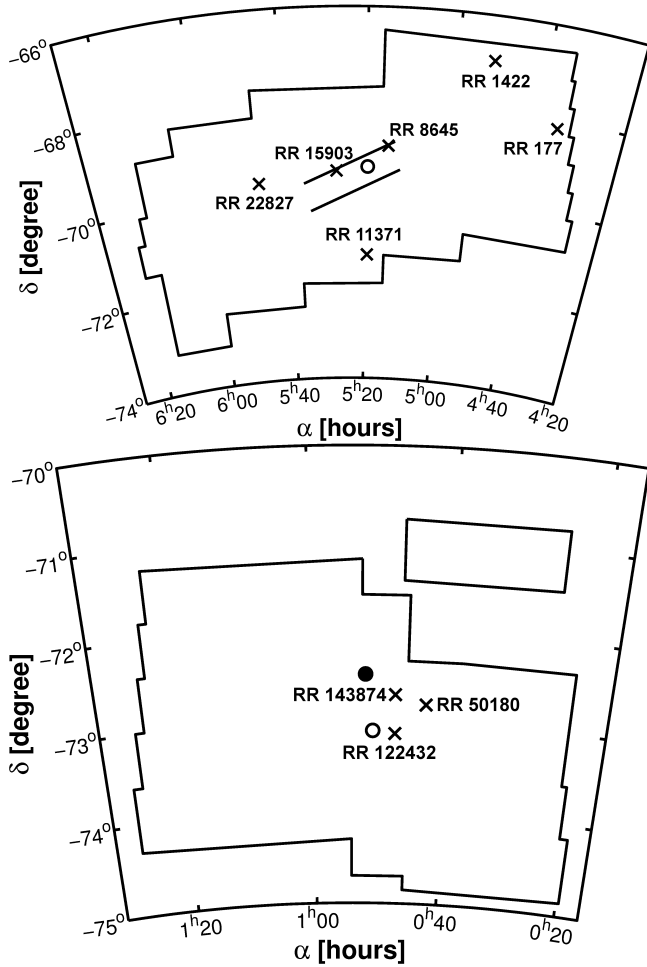 −66°
RR 1422
−68°
RR 8645
RR 177
RR 15903
RR 22827
−70°
RR 11371
δ [degree]
−72°
−74°
6h20
6h00
5h40
5h20
5h00
4h40
4h20
α [hours]
−70°
−71°
−72°
RR 143874
RR 50180
δ [degree]
−73°
RR 122432
−74°
−75°
1h20
1h00
0h40
0h20
α [hours]